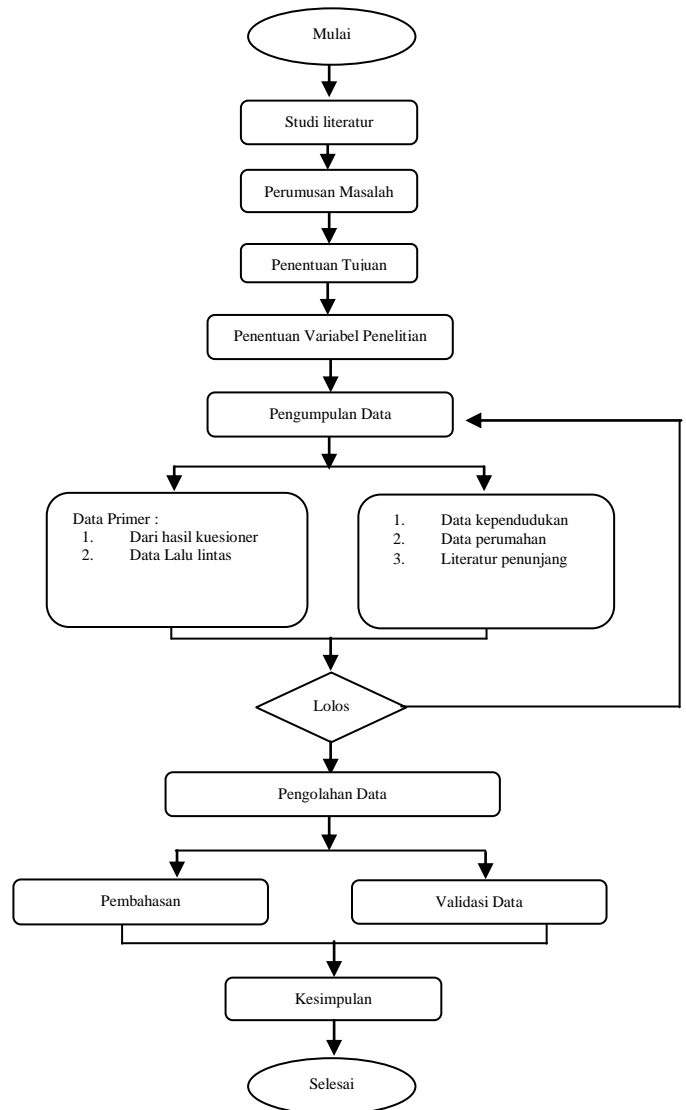 Mulai
Studi literatur
Perumusan Masalah
Penentuan Tujuan
Penentuan Variabel Penelitian
Pengumpulan Data
Data Primer :
1. Dari hasil kuesioner
2. Data Lalu lintas
1. Data kependudukan
2. Data perumahan
3. Literatur penunjang
Lolos
Pengolahan Data
Pembahasan
Validasi Data
Kesimpulan
Selesai